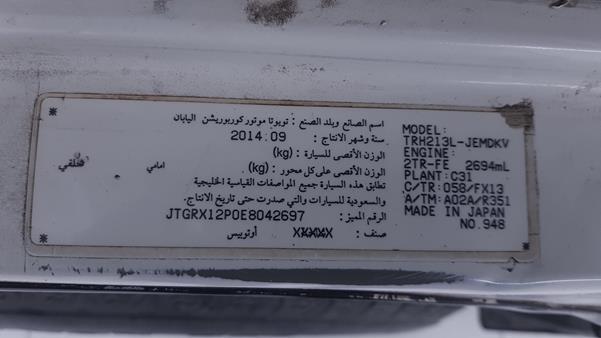 اسم الصانع وبلد الصنع : تويوتا موتور كوربوريشن اليابان
سنة وشهر الانتاج : 2014.09
الوزن الأقصى للسيارة : (kg)
الوزن الأقصى على كل محور : (kg)
امامي
خلفي
تطابق هذه السيارة جميع المواصفات القياسية الخليجية
والسعودية للسيارات والتي صدرت حتى تاريخ الانتاج.
الرقم المميز : JTGRX12P0E8042697
صنف : أوتوبيس
MODEL:
TRH213L-JEMDKV
ENGINE:
2TR-FE 2694mL
PLANT: C31
C/TR: 058/FX13
A/TM: A02A/R351
MADE IN JAPAN
NO. 948